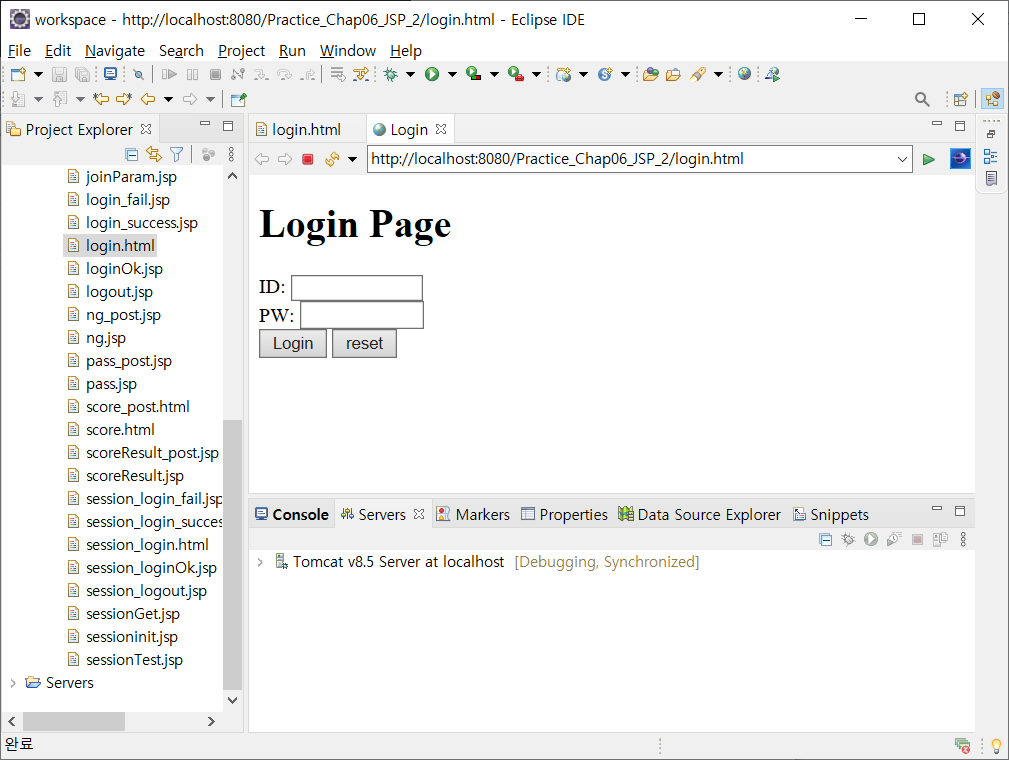 workspace - http://localhost:8080/Practice_Chap06_JSP_2/login.html - Eclipse IDE
File Edit Navigate Search Project Run Window Help
Project Explorer
joinParam.jsp
login_fail.jsp
login_success.jsp
login.html
loginOk.jsp
logout.jsp
ng_post.jsp
ng.jsp
pass_post.jsp
pass.jsp
score_post.html
score.html
scoreResult_post.jsp
scoreResult.jsp
session_login_fail.jsp
session_login_succes
session_login.html
session_loginOk.jsp
session_logout.jsp
sessionGet.jsp
sessioninit.jsp
sessionTest.jsp
Servers
login.html Login
http://localhost:8080/Practice_Chap06_JSP_2/login.html
Login Page
ID:
PW:
Login reset
Console Servers Markers Properties Data Source Explorer Snippets
Tomcat v8.5 Server at localhost [Debugging, Synchronized]
완료